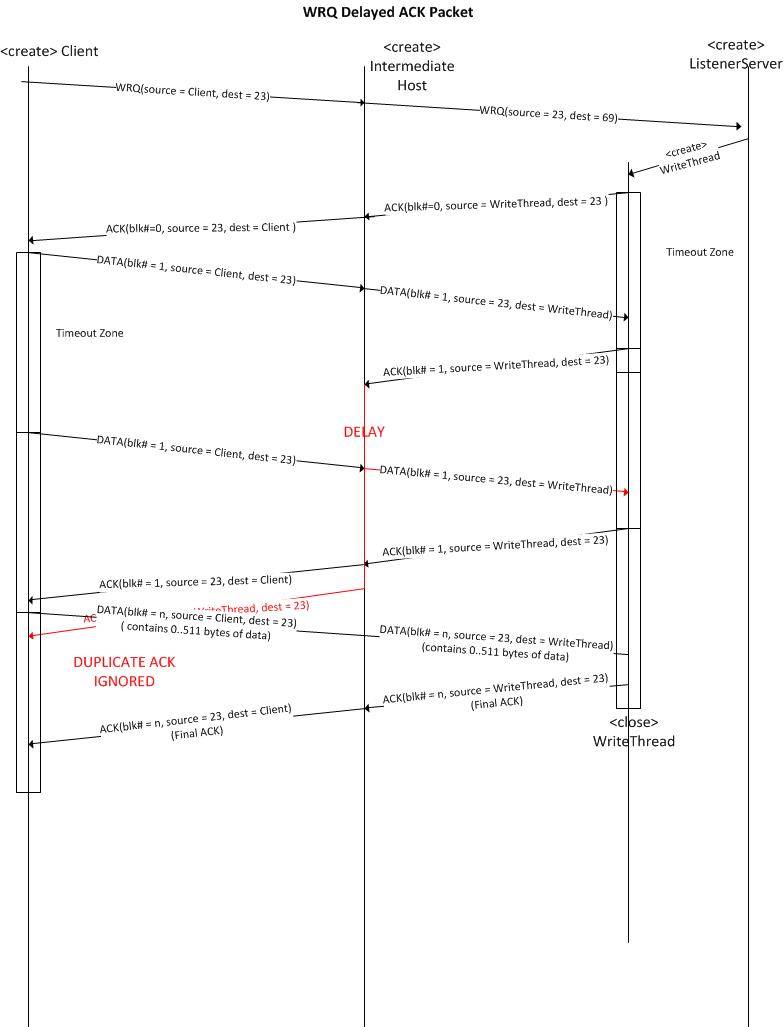 WRQ Delayed ACK Packet
<create> Client
<create>
Intermediate
Host
<create>
ListenerServer
WRQ(source = Client, dest = 23)
WRQ(source = 23, dest = 69)
<create>
WriteThread
ACK(blk#=0, source = WriteThread, dest = 23 )
ACK(blk#=0, source = 23, dest = Client )
Timeout Zone
DATA(blk# = 1, source = Client, dest = 23)
DATA(blk# = 1, source = 23, dest = WriteThread)
Timeout Zone
ACK(blk# = 1, source = WriteThread, dest = 23)
DELAY
DATA(blk# = 1, source = Client, dest = 23)
DATA(blk# = 1, source = 23, dest = WriteThread)
ACK(blk# = 1, source = WriteThread, dest = 23)
ACK(blk# = 1, source = 23, dest = Client)
AC WriteThread, dest = 23)
DATA(blk# = n, source = Client, dest = 23)
( contains 0..511 bytes of data)
DATA(blk# = n, source = 23, dest = WriteThread)
(contains 0..511 bytes of data)
DUPLICATE ACK
IGNORED
ACK(blk# = n, source = WriteThread, dest = 23)
(Final ACK)
ACK(blk# = n, source = 23, dest = Client)
(Final ACK)
<close>
WriteThread